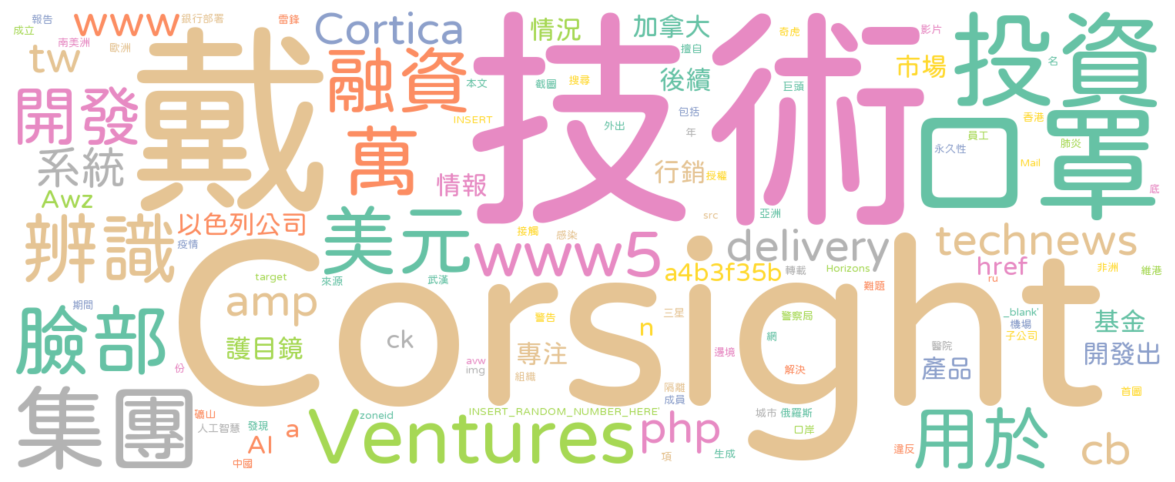 報告
www
銀行部署
雷鋒
Cortica
情況
加拿大
影片
成立
南美洲
歐洲
奇虎
擅自
投資
tw
戴
融資
技術
市場
名
本文
截圖
搜尋
後續
巨頭
開發
萬
INSERT
外出
包括
年
口罩
香港
員工
永久性
肺炎
系統
情報
行銷
授權
Mail
底
Awz
辨識
以色列公司
疫情
美元
www5
接觸
感染
src
亞洲
delivery
technews
target
來源
武漢
a4b3f35b
轉載
Horizons
href
非洲
維港
ru
臉部
期間
amp
Corsight
三星
警告
n
警察局
剷題
_blank'
機場
子公司
基金
護目鏡
ck
專注
網
邊境
醫院
開發出
份
avw
img
組織
隔離
成員
解決
產品
首圖
集團
礦山
人工智慧
發現
zoneid
INSERT_RANDOM_NUMBER_HERE'
城市
俄羅斯
AI
a
Ventures
php
口岸
用於
違反
cb
中國
項
生成